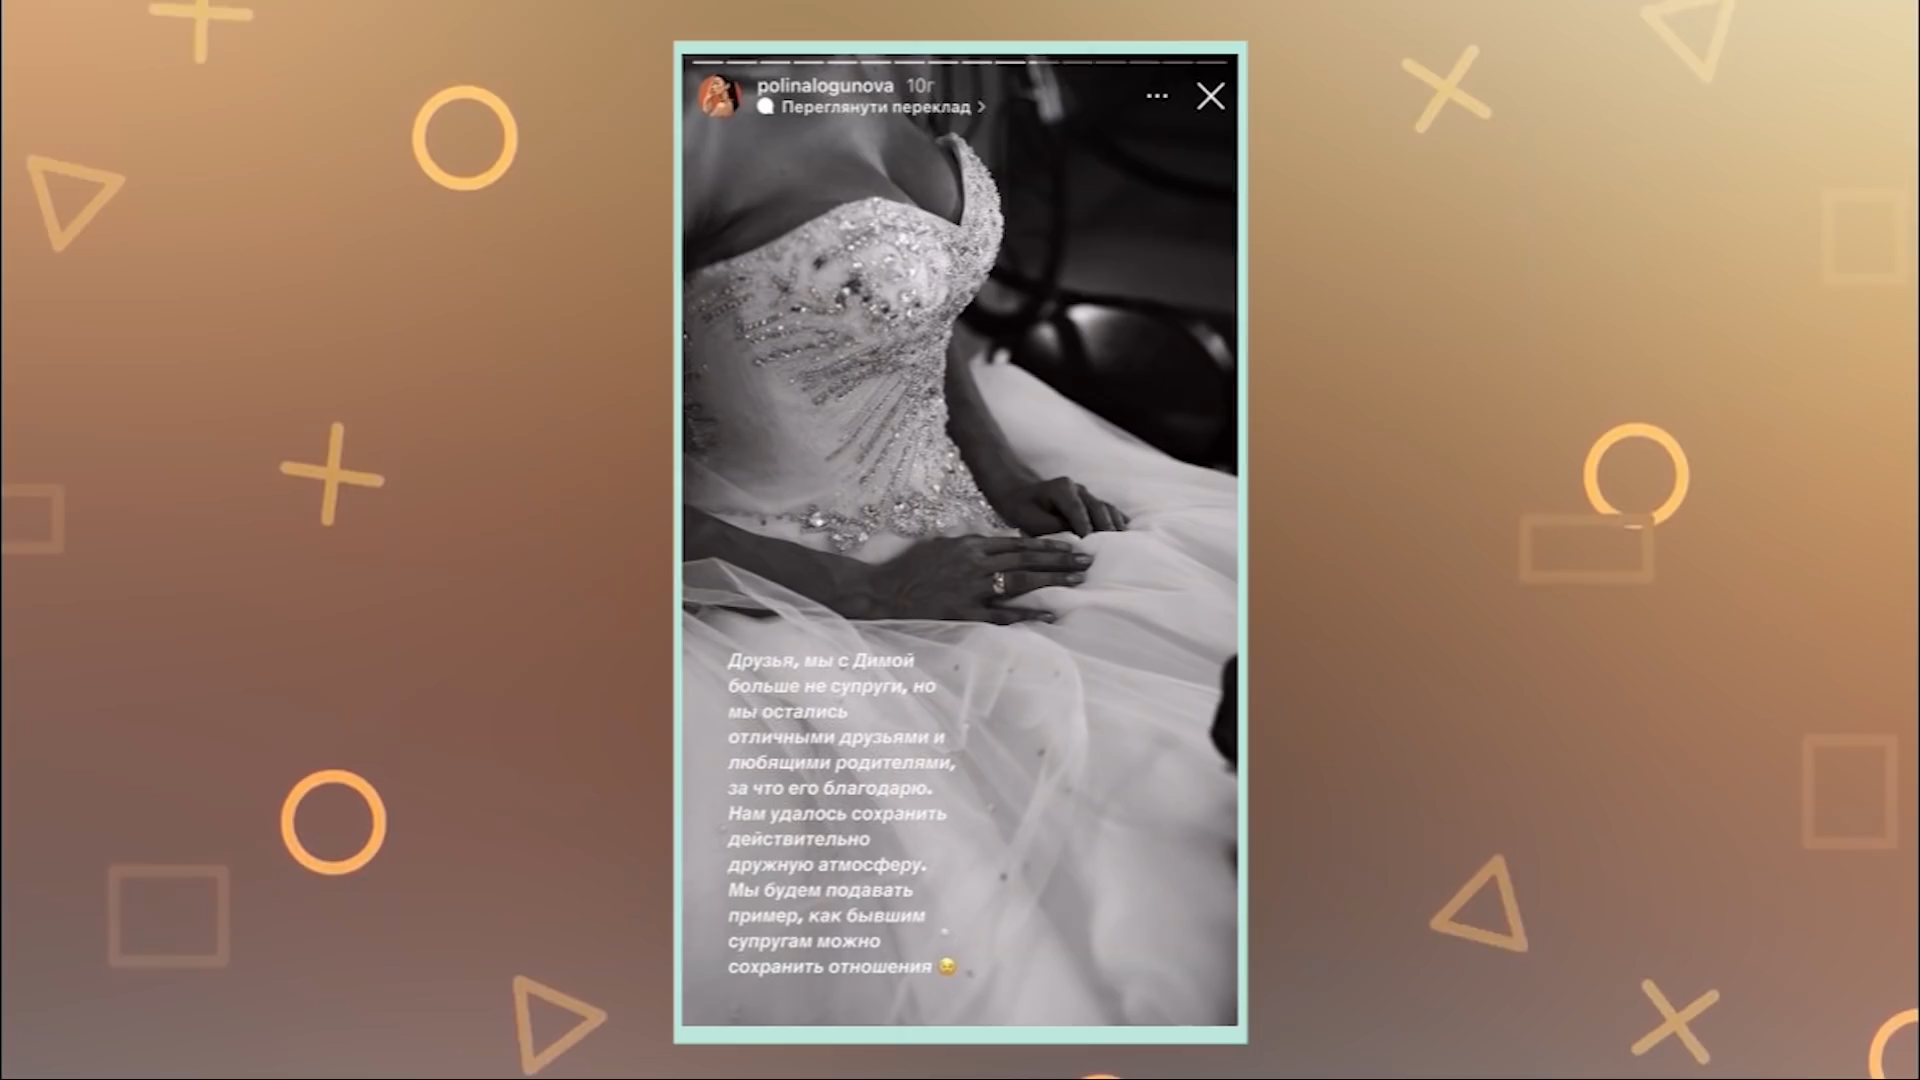 polinalogunova 10г
Переглянути переклад >
Друзья, мы с Димой
больше не супруги, но
мы остались
отличными друзьями и
любящими родителями,
за что его благодарю.
Нам удалось сохранить
действительно
дружную атмосферу.
Мы будем подавать
пример, как бывшим
супругам можно
сохранить отношения 😔